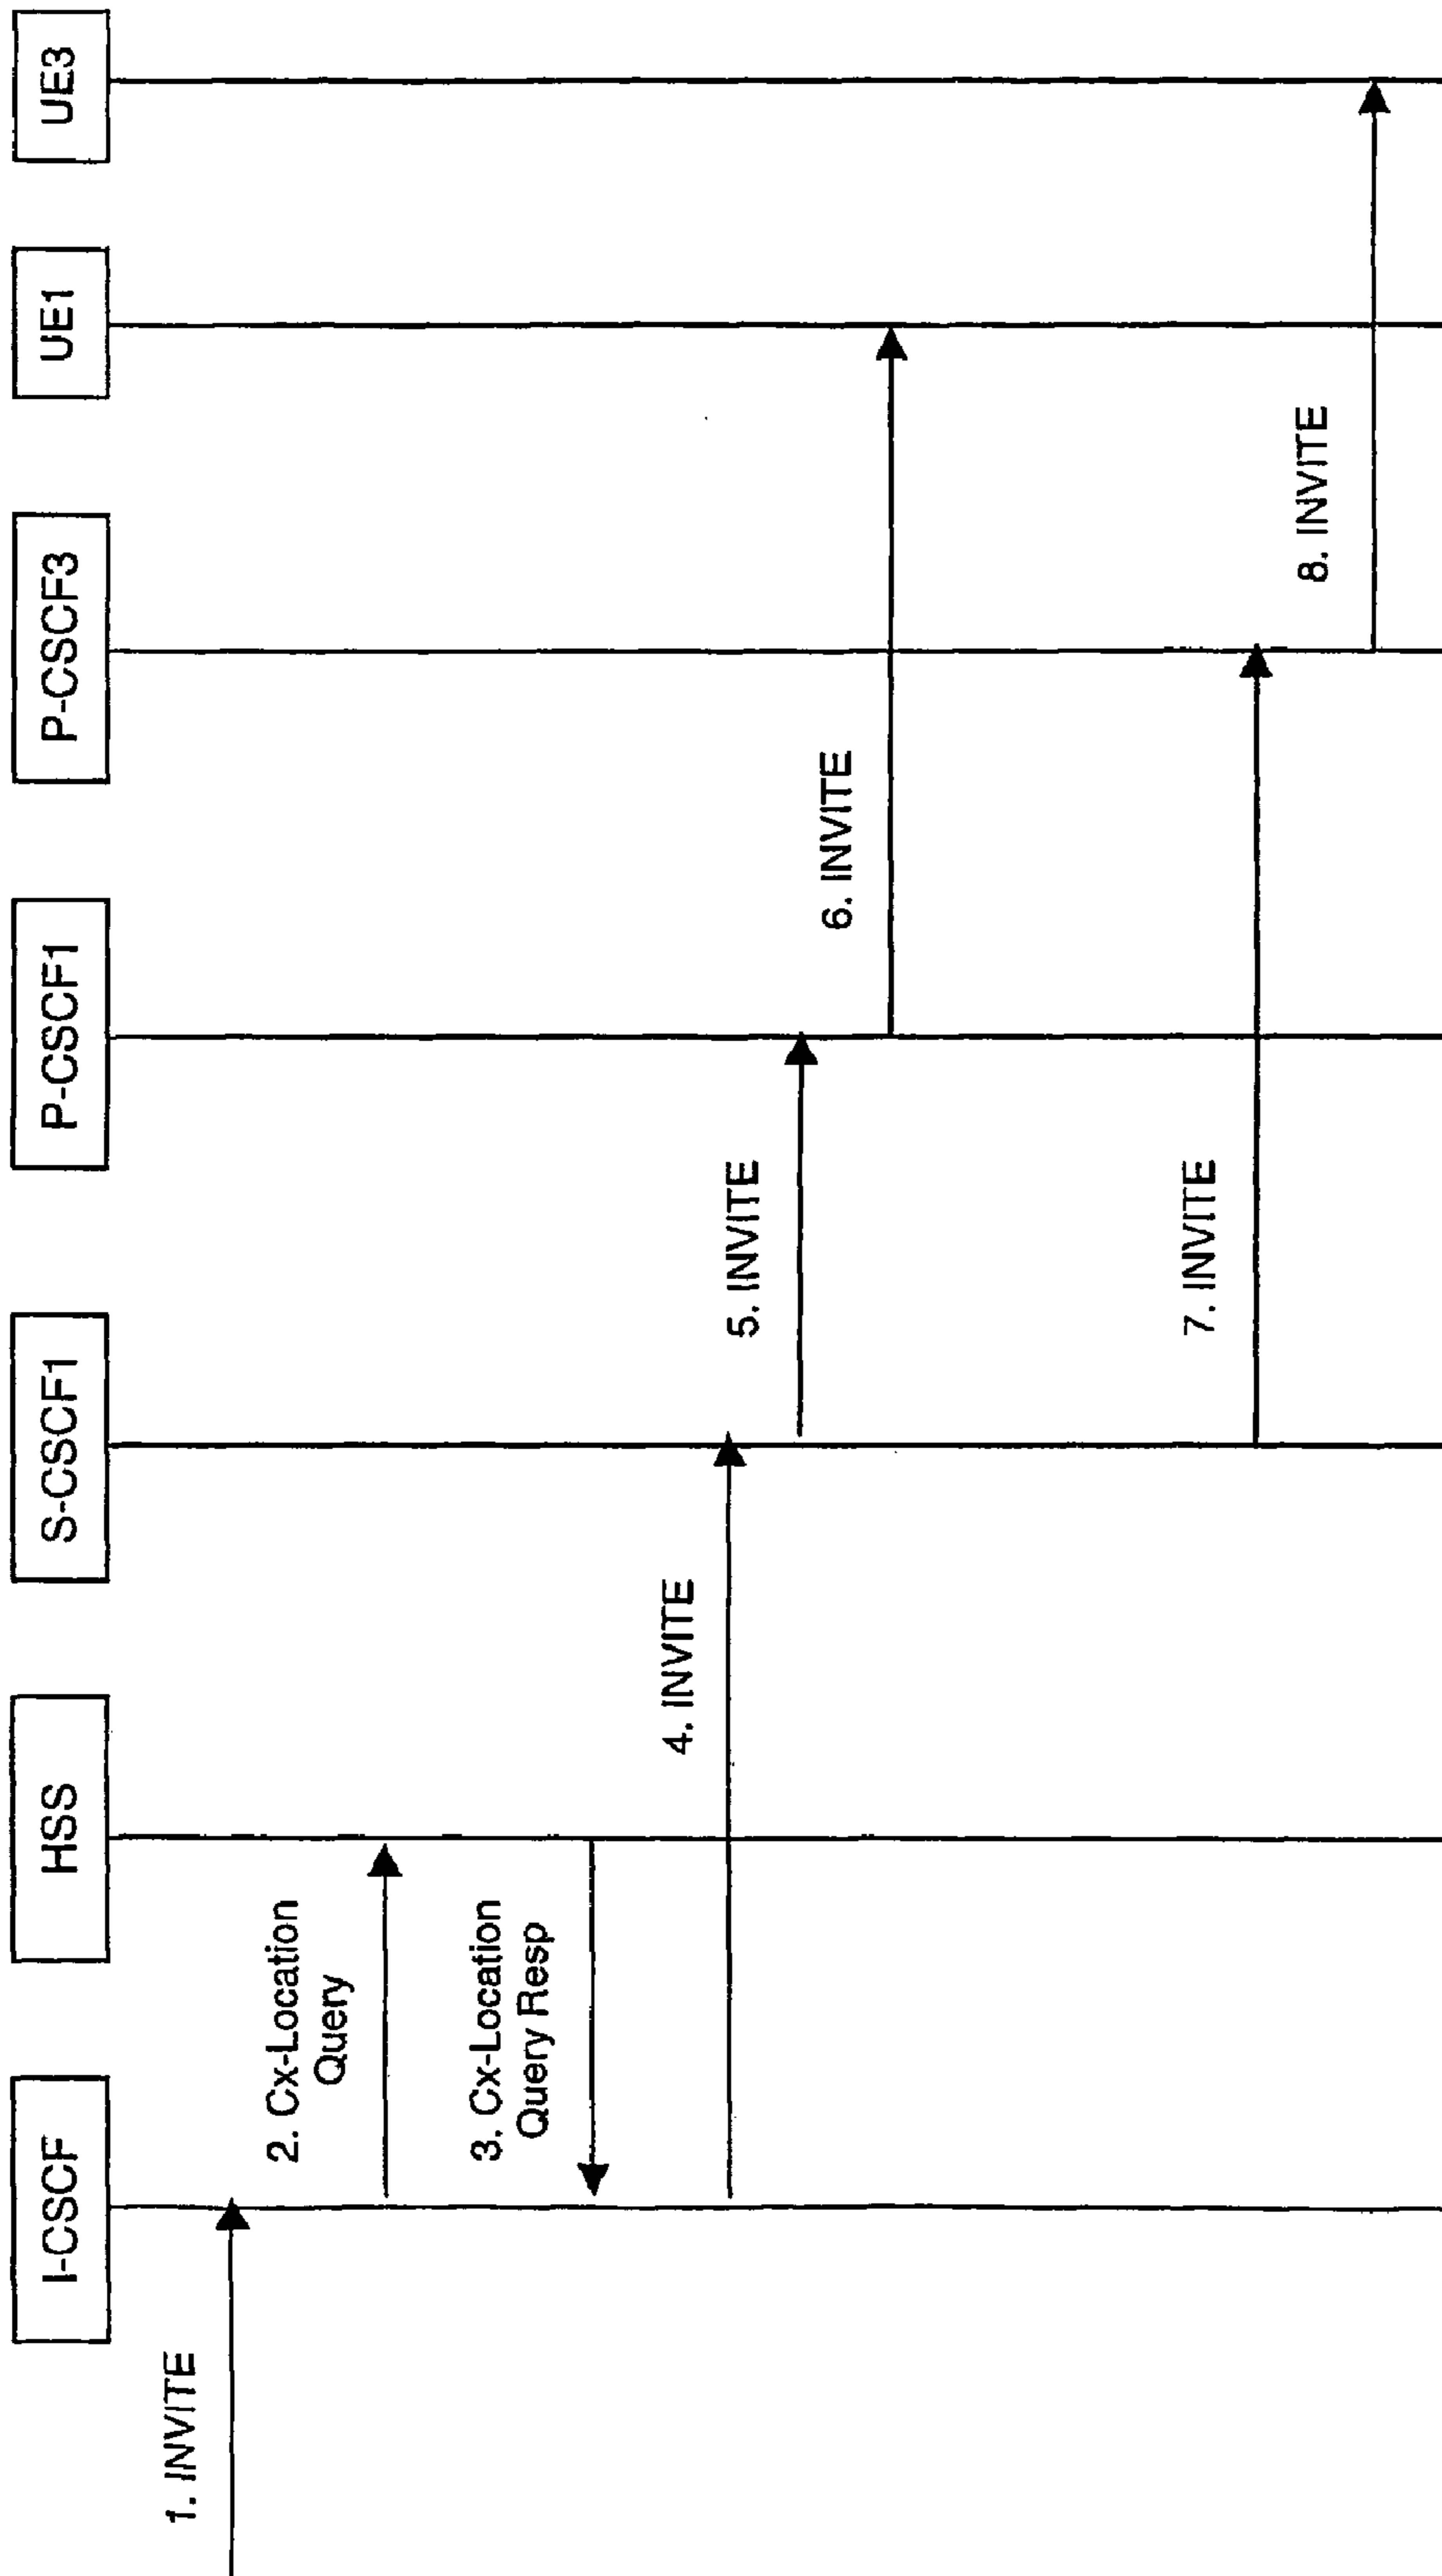 I-CSCF
HSS
S-CSCF1
P-CSCF1
P-CSCF3
UE1
UE3
1. INVITE
2. Cx-Location
Query
3. Cx-Location
Query Resp
4. INVITE
5. INVITE
6. INVITE
7. INVITE
8. INVITE